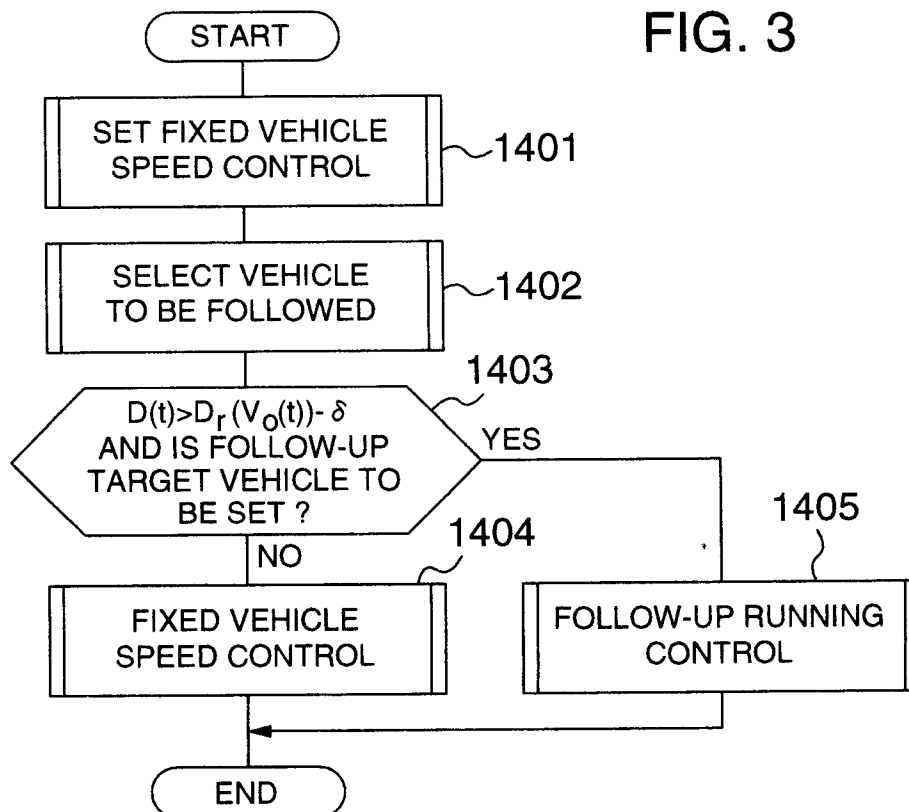 FIG. 3
START
SET FIXED VEHICLE
SPEED CONTROL
1401
SELECT VEHICLE
TO BE FOLLOWED
1402
1403
D(t)>Dr(Vo(t))-δ
AND IS FOLLOW-UP
TARGET VEHICLE TO
BE SET ?
YES
NO
1404
FIXED VEHICLE
SPEED CONTROL
1405
FOLLOW-UP RUNNING
CONTROL
END